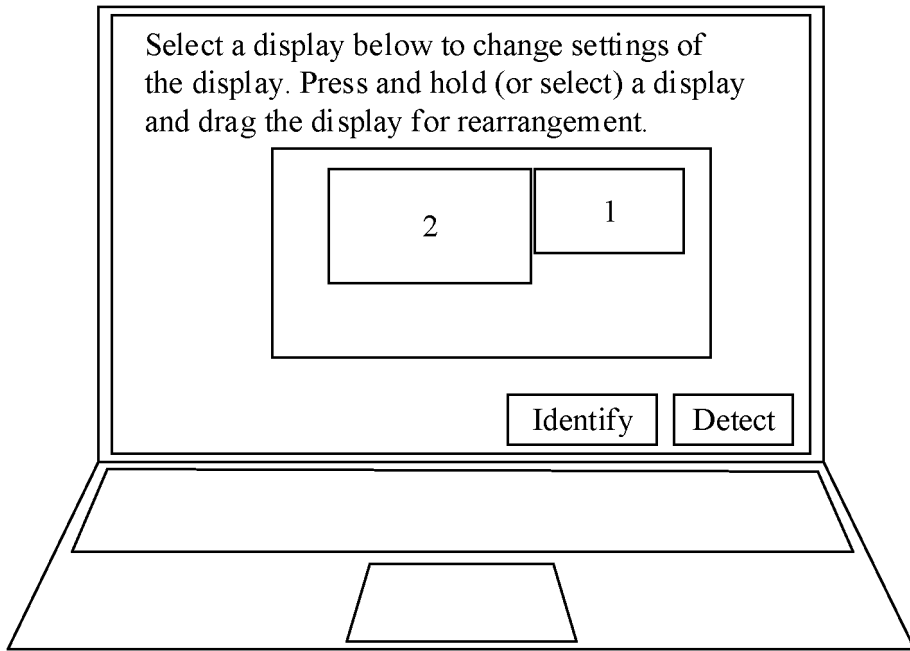 Select a display below to change settings of
the display. Press and hold (or select) a display
and drag the display for rearrangement.
2
1
Identify
Detect